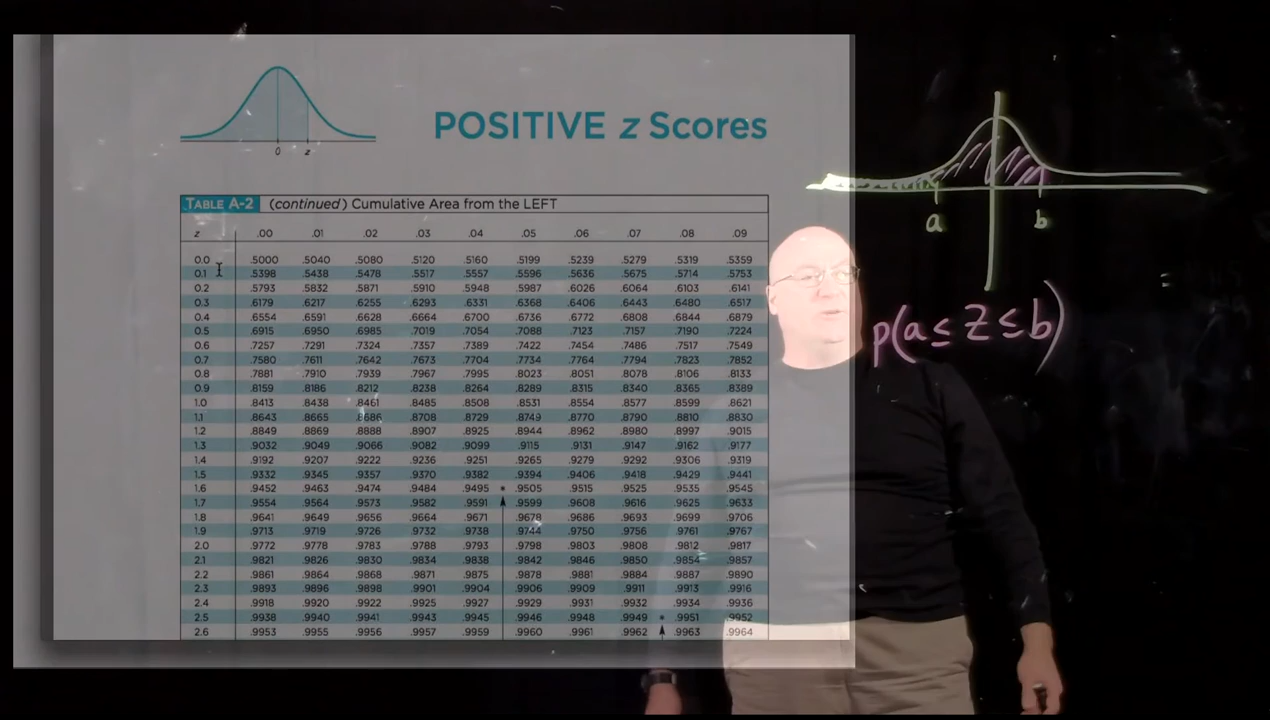 POSITIVE z Scores
0 z
TABLE A-2 (continued) Cumulative Area from the LEFT
z .00 .01 .02 .03 .04 .05 .06 .07 .08 .09
0.0 .5000 .5040 .5080 .5120 .5160 .5199 .5239 .5279 .5319 .5359
0.1 .5398 .5438 .5478 .5517 .5557 .5596 .5636 .5675 .5714 .5753
0.2 .5793 .5832 .5871 .5910 .5948 .5987 .6026 .6064 .6103 .6141
0.3 .6179 .6217 .6255 .6293 .6331 .6368 .6406 .6443 .6480 .6517
0.4 .6554 .6591 .6628 .6664 .6700 .6736 .6772 .6808 .6844 .6879
0.5 .6915 .6950 .6985 .7019 .7054 .7088 .7123 .7157 .7190 .7224
0.6 .7257 .7291 .7324 .7357 .7389 .7422 .7454 .7486 .7517 .7549
0.7 .7580 .7611 .7642 .7673 .7704 .7734 .7764 .7794 .7823 .7852
0.8 .7881 .7910 .7939 .7967 .7995 .8023 .8051 .8078 .8106 .8133
0.9 .8159 .8186 .8212 .8238 .8264 .8289 .8315 .8340 .8365 .8389
1.0 .8413 .8438 .8461 .8485 .8508 .8531 .8554 .8577 .8599 .8621
1.1 .8643 .8665 .8686 .8708 .8729 .8749 .8770 .8790 .8810 .8830
1.2 .8849 .8869 .8888 .8907 .8925 .8944 .8962 .8980 .8997 .9015
1.3 .9032 .9049 .9066 .9082 .9099 .9115 .9131 .9147 .9162 .9177
1.4 .9192 .9207 .9222 .9236 .9251 .9265 .9279 .9292 .9306 .9319
1.5 .9332 .9345 .9357 .9370 .9382 .9394 .9406 .9418 .9429 .9441
1.6 .9452 .9463 .9474 .9484 .9495 * .9505 .9515 .9525 .9535 .9545
1.7 .9554 .9564 .9573 .9582 .9591 .9599 .9608 .9616 .9625 .9633
1.8 .9641 .9649 .9656 .9664 .9671 .9678 .9686 .9693 .9699 .9706
1.9 .9713 .9719 .9726 .9732 .9738 .9744 .9750 .9756 .9761 .9767
2.0 .9772 .9778 .9783 .9788 .9793 .9798 .9803 .9808 .9812 .9817
2.1 .9821 .9826 .9830 .9834 .9838 .9842 .9846 .9850 .9854 .9857
2.2 .9861 .9864 .9868 .9871 .9875 .9878 .9881 .9884 .9887 .9890
2.3 .9893 .9896 .9898 .9901 .9904 .9906 .9909 .9911 .9913 .9916
2.4 .9918 .9920 .9922 .9925 .9927 .9929 .9931 .9932 .9934 .9936
2.5 .9938 .9940 .9941 .9943 .9945 .9946 .9948 .9949 * .9951 .9952
2.6 .9953 .9955 .9956 .9957 .9959 .9960 .9961 .9962 .9963 .9964
a b
p(a ≤ Z ≤ b)